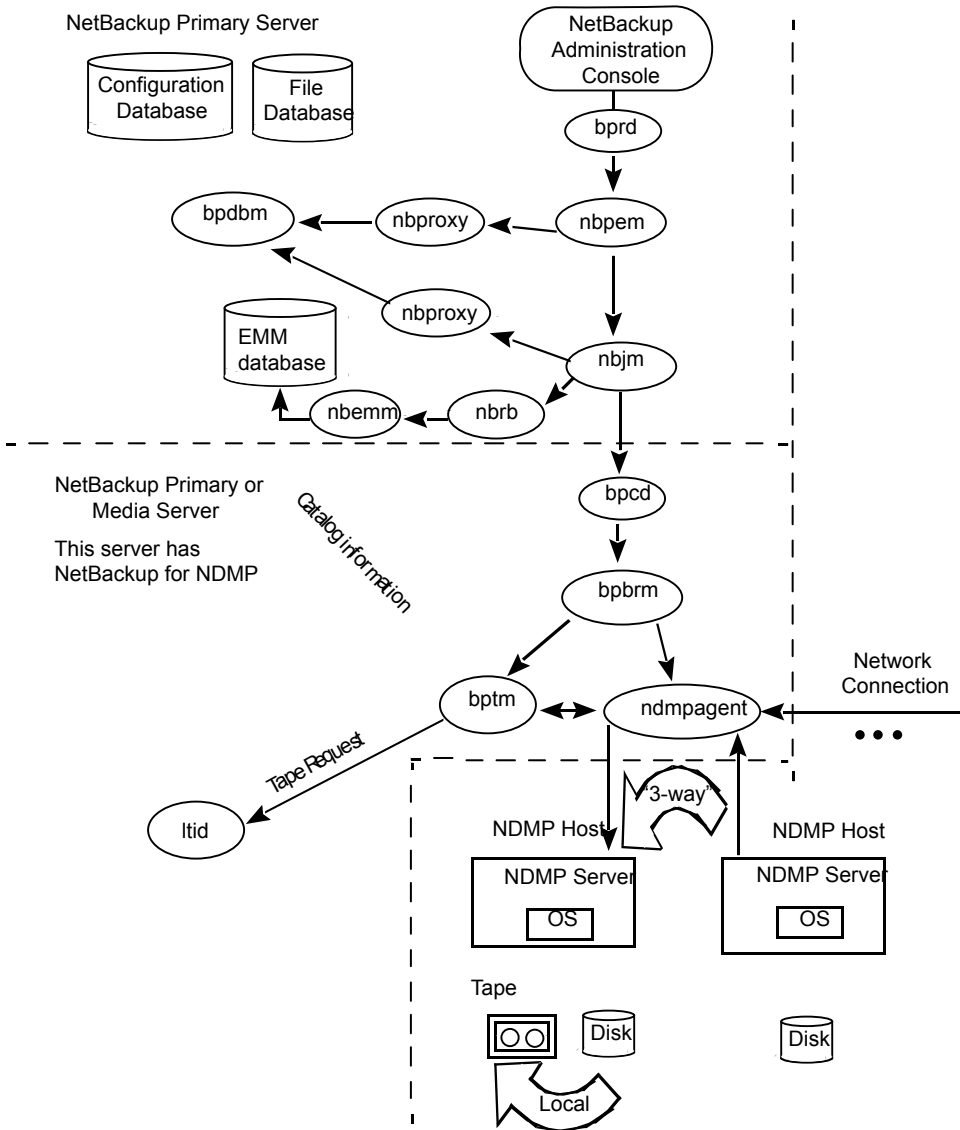 NetBackup Primary Server
NetBackup
Administration
Console
Configuration
Database
File
Database
bprd
bpdbm
nbproxy
nbpem
nbproxy
EMM
database
nbjm
nbemm
nbrb
NetBackup Primary or
Media Server
This server has
NetBackup for NDMP
Catalog information
bpcd
bpbrm
Network
Connection
bptm
ndmpagent
Tape Request
"3-way"
ltid
NDMP Host
NDMP Host
NDMP Server
NDMP Server
OS
OS
Tape
Disk
Disk
Local